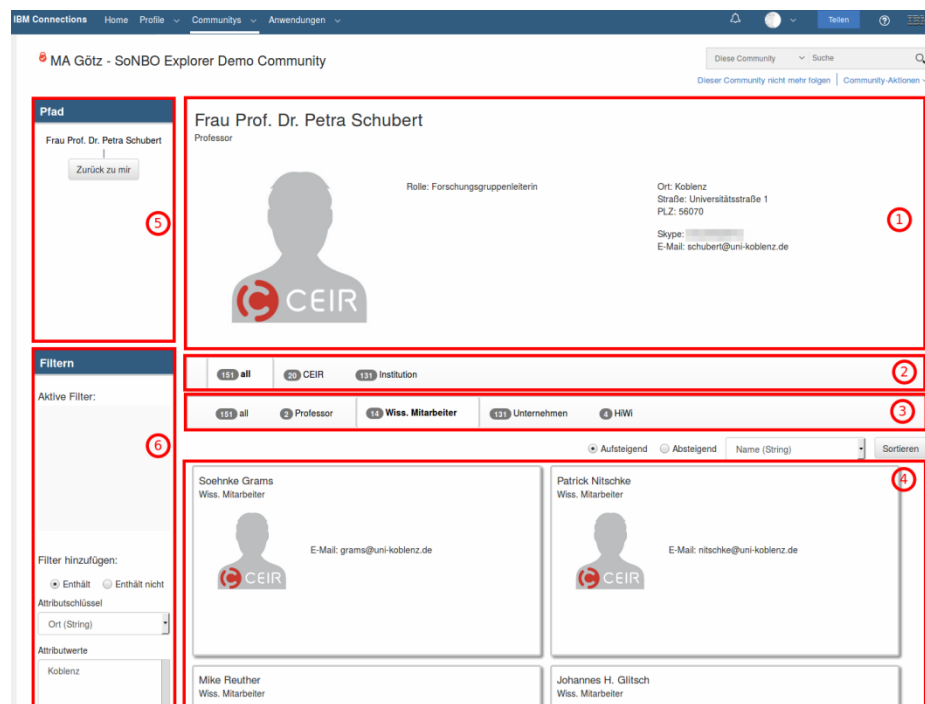 IBM Connections Home Profile Communitys Anwendungen Teilen
MA Götz - SoNBO Explorer Demo Community
Diese Community Suche
Dieser Community nicht mehr folgen | Community-Aktionen
Pfad
Frau Prof. Dr. Petra Schubert
Zurück zu mir
5
Frau Prof. Dr. Petra Schubert
Professor
Rolle: Forschungsgruppenleiterin
Ort: Koblenz
Straße: Universitätsstraße 1
PLZ: 56070
Skype:
E-Mail: schubert@uni-koblenz.de
CEIR
1
151 all 20 CEIR 131 Institution
2
151 all 2 Professor 14 Wiss. Mitarbeiter 131 Unternehmen 4 HiWi
3
Aufsteigend Absteigend Name (String) Sortieren
Filtern
Aktive Filter:
6
Filter hinzufügen:
Enthält Enthält nicht
Attributschlüssel
Ort (String)
Attributwerte
Koblenz
4
Soehnke Grams
Wiss. Mitarbeiter
E-Mail: grams@uni-koblenz.de
CEIR
Patrick Nitschke
Wiss. Mitarbeiter
E-Mail: nitschke@uni-koblenz.de
CEIR
Mike Reuther
Wiss. Mitarbeiter
Johannes H. Glitsch
Wiss. Mitarbeiter